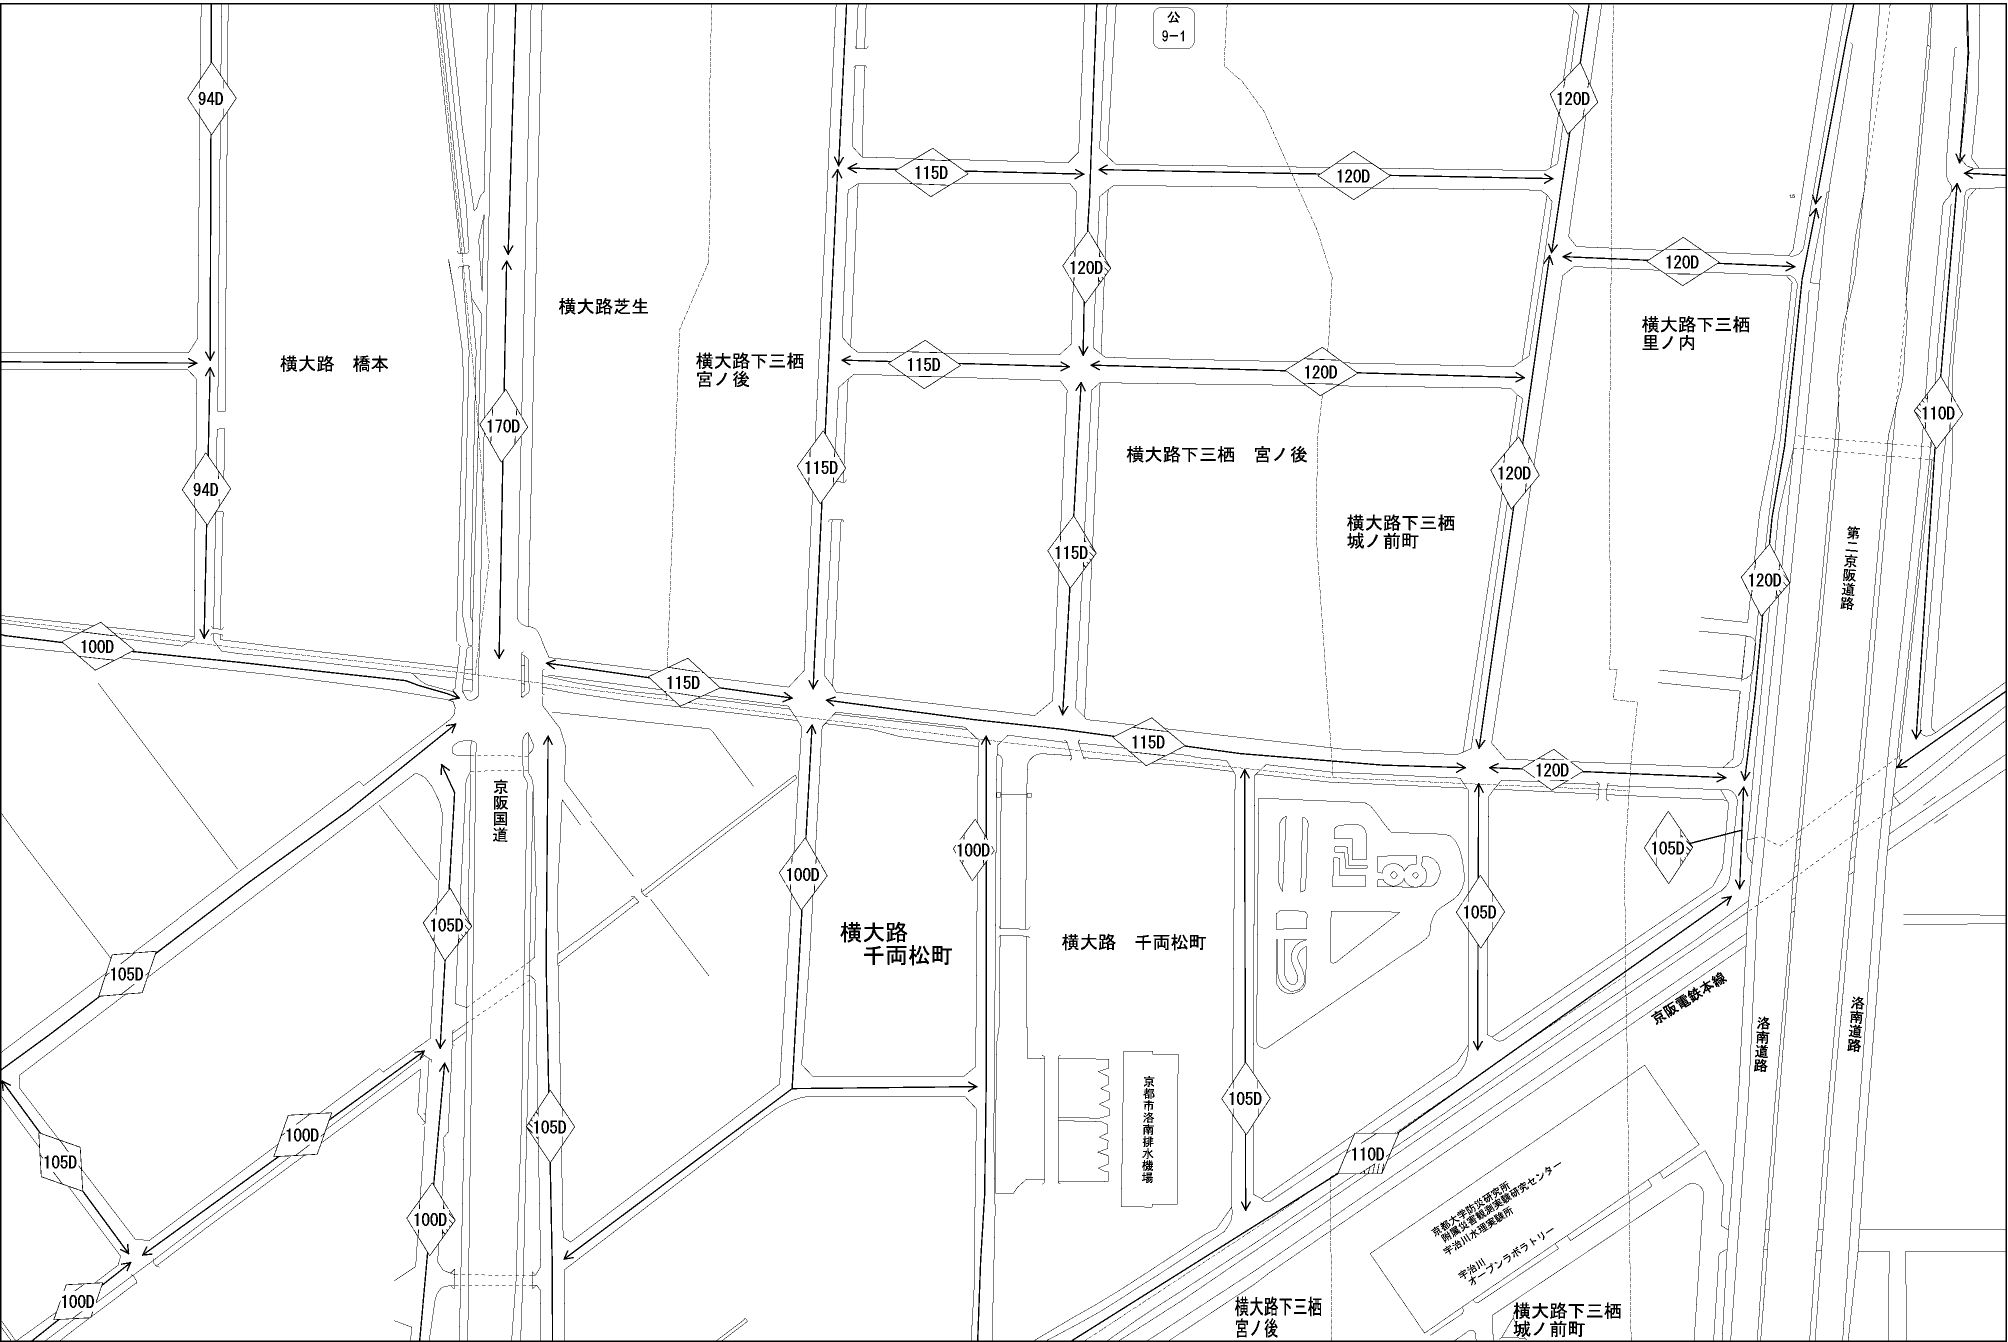 公
9-1
94D
120D
115D
120D
120D
120D
横大路芝生
横大路下三栖
里ノ内
横大路　橋本
横大路下三栖
宮ノ後
115D
120D
110D
170D
横大路下三栖　宮ノ後
115D
120D
94D
横大路下三栖
城ノ前町
115D
第二京阪道路
120D
100D
115D
115D
120D
京阪国道
100D
105D
100D
105D
105D
横大路
千両松町
横大路　千両松町
105D
京阪電鉄本線
洛南道路
洛南道路
京都市洛南排水機場
105D
105D
100D
105D
110D
京都大学防災研究所
附属災害観測実験研究センター
宇治川水理実験所
宇治川
オープンラボラトリー
100D
100D
横大路下三栖
宮ノ後
横大路下三栖
城ノ前町